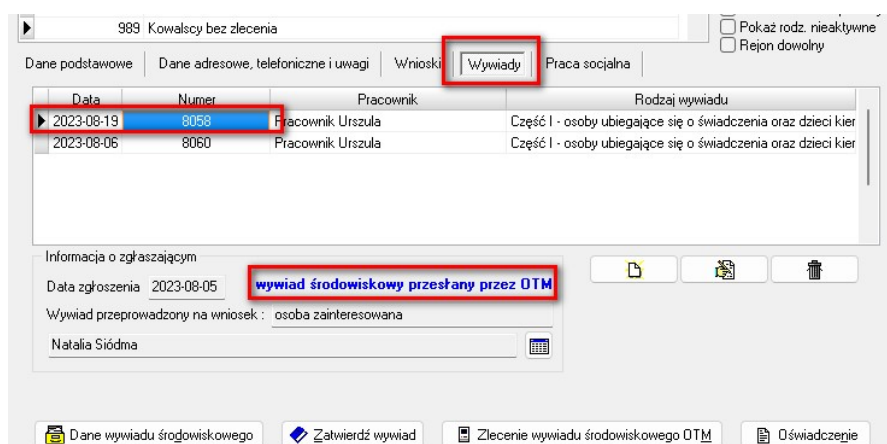 989 Kowalscy bez zlecenia
Pokaż rodz. nieaktywne
Rejon dowolny
Dane podstawowe Dane adresowe, telefoniczne i uwagi Wnioski Wywiady Praca socjalna
Data Numer Pracownik Rodzaj wywiadu
2023-08-19 8058 Pracownik Urszula Część I - osoby ubiegające się o świadczenia oraz dzieci kier
2023-08-06 8060 Pracownik Urszula Część I - osoby ubiegające się o świadczenia oraz dzieci kier
Informacja o zgłaszającym
Data zgłoszenia 2023-08-05 wywiad środowiskowy przesłany przez OTM
Wywiad przeprowadzony na wniosek : osoba zainteresowana
Natalia Siódma
Dane wywiadu środowiskowego Zatwierdź wywiad Zlecenie wywiadu środowiskowego OTM Oświadczenie